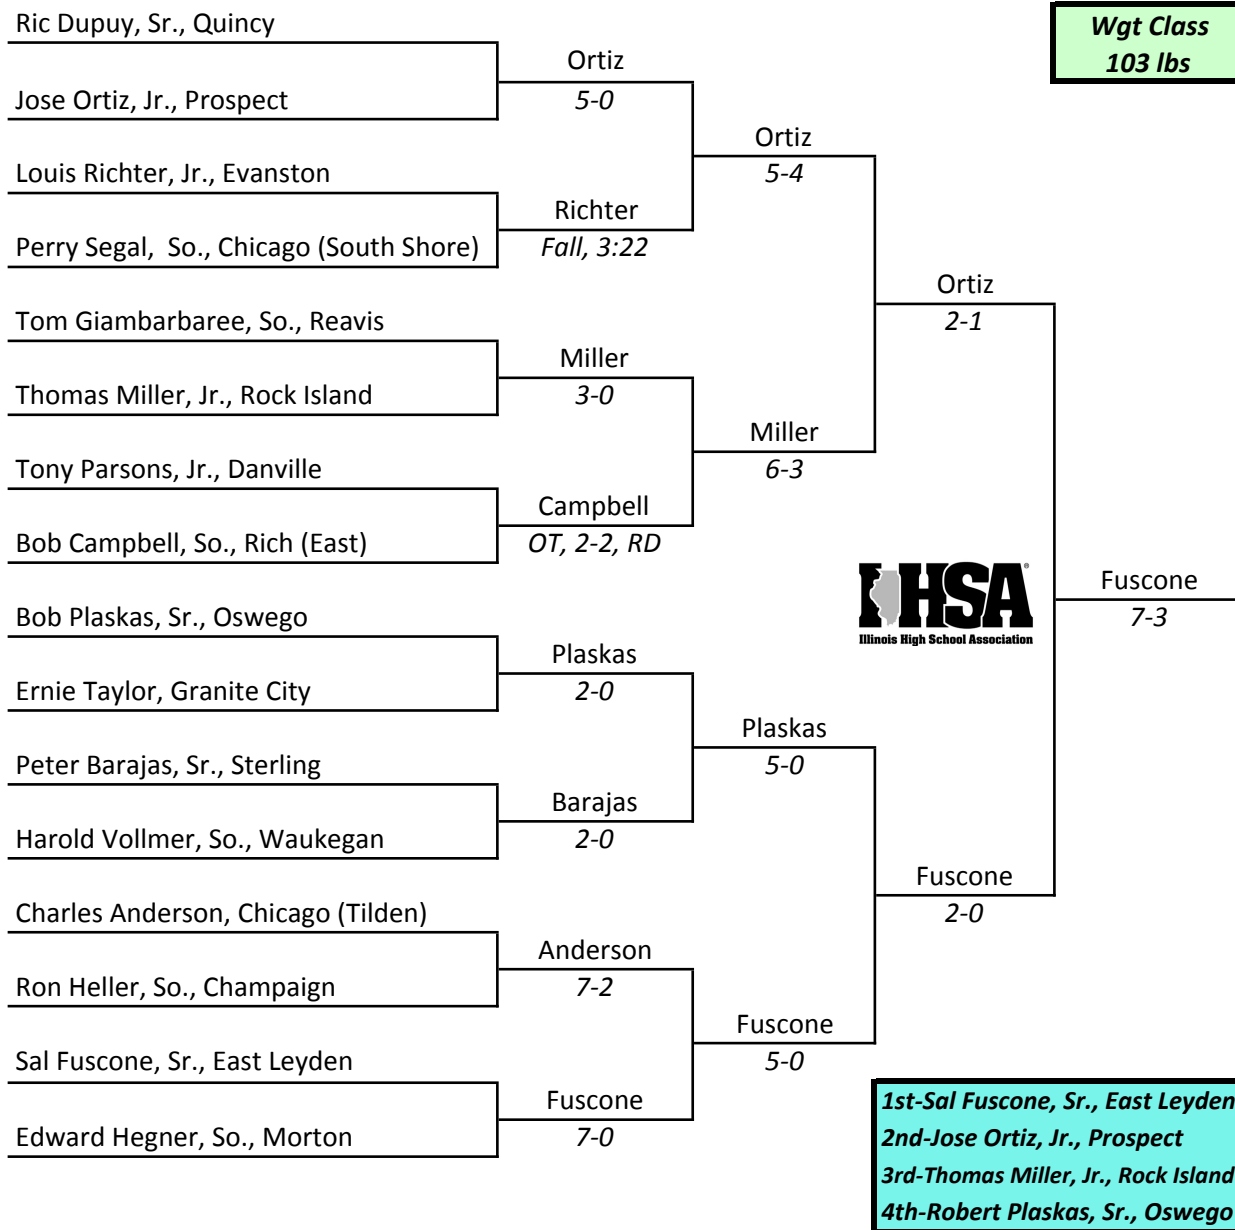 Ric Dupuy, Sr., Quincy
Wgt Class
103 lbs
Ortiz
5-0
Jose Ortiz, Jr., Prospect
Ortiz
5-4
Louis Richter, Jr., Evanston
Richter
Fall, 3:22
Perry Segal,  So., Chicago (South Shore)
Ortiz
2-1
Tom Giambarbaree, So., Reavis
Miller
3-0
Thomas Miller, Jr., Rock Island
Miller
6-3
Tony Parsons, Jr., Danville
Campbell
OT, 2-2, RD
Bob Campbell, So., Rich (East)
IHSA®
Illinois High School Association
Fuscone
7-3
Bob Plaskas, Sr., Oswego
Plaskas
2-0
Ernie Taylor, Granite City
Plaskas
5-0
Peter Barajas, Sr., Sterling
Barajas
2-0
Harold Vollmer, So., Waukegan
Fuscone
2-0
Charles Anderson, Chicago (Tilden)
Anderson
7-2
Ron Heller, So., Champaign
Fuscone
5-0
Sal Fuscone, Sr., East Leyden
Fuscone
7-0
Edward Hegner, So., Morton
1st-Sal Fuscone, Sr., East Leyden
2nd-Jose Ortiz, Jr., Prospect
3rd-Thomas Miller, Jr., Rock Island
4th-Robert Plaskas, Sr., Oswego